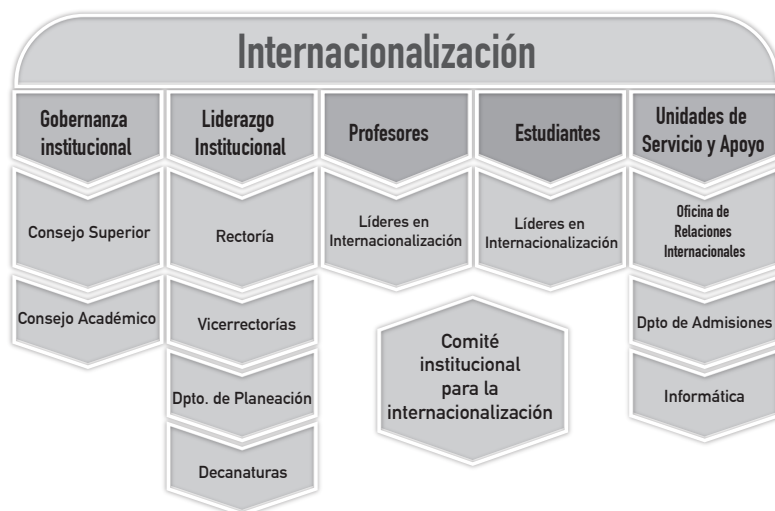 Internacionalización
Gobernanza
institucional
Consejo Superior
Consejo Académico
Liderazgo
Institucional
Rectoría
Vicerrectorías
Dpto. de Planeación
Decanaturas
Profesores
Líderes en
Internacionalización
Estudiantes
Líderes en
Internacionalización
Comité
institucional
para la
internacionalización
Unidades de
Servicio y Apoyo
Oficina de
Relaciones
Internacionales
Dpto de Admisiones
Informática